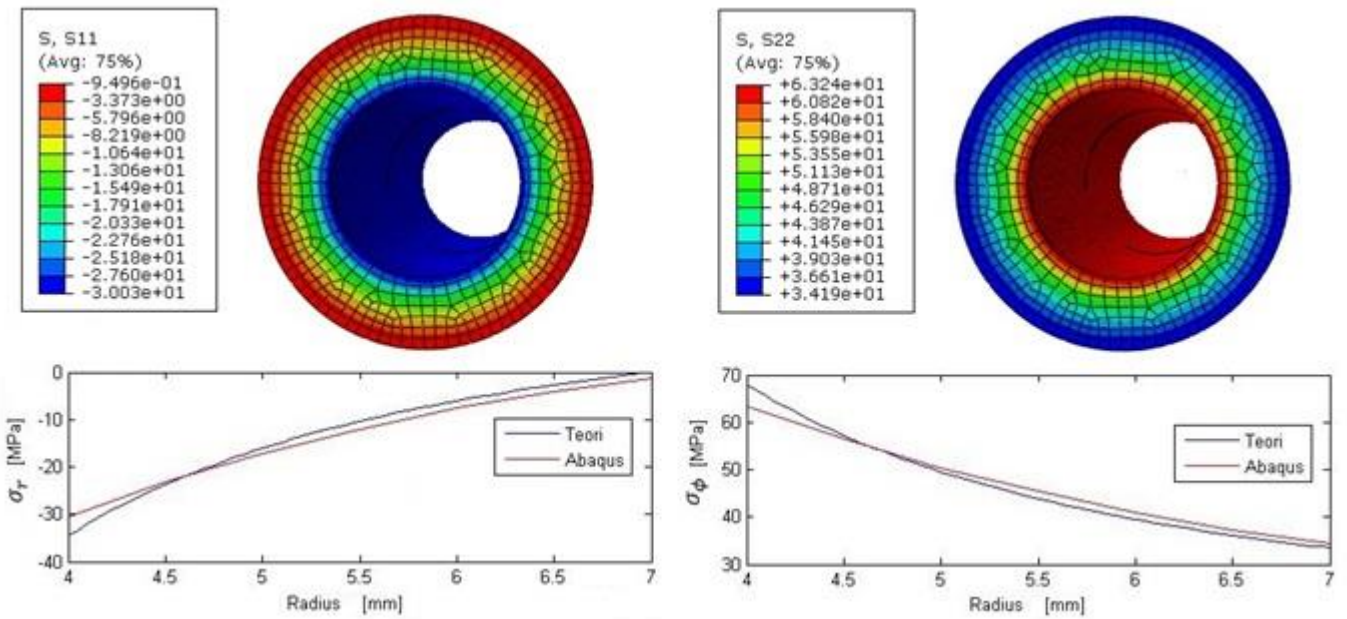 S, S11
(Avg: 75%)
-9.496e-01
-3.373e+00
-5.796e+00
-8.219e+00
-1.064e+01
-1.306e+01
-1.549e+01
-1.791e+01
-2.033e+01
-2.276e+01
-2.518e+01
-2.760e+01
-3.003e+01
S, S22
(Avg: 75%)
+6.324e+01
+6.082e+01
+5.840e+01
+5.598e+01
+5.355e+01
+5.113e+01
+4.871e+01
+4.629e+01
+4.387e+01
+4.145e+01
+3.903e+01
+3.661e+01
+3.419e+01
0
-10
-20
-30
-40
σr [MPa]
Teori
Abaqus
4 4.5 5 5.5 6 6.5 7
Radius [mm]
70
60
50
40
30
σϕ [MPa]
Teori
Abaqus
4 4.5 5 5.5 6 6.5 7
Radius [mm]